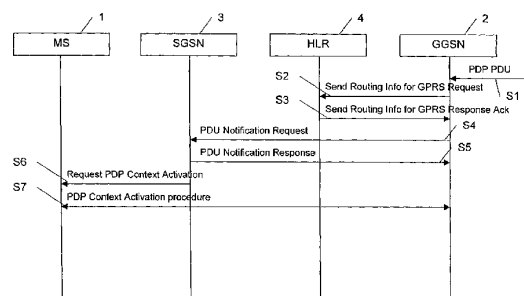 1
3
4
2
MS
SGSN
HLR
GGSN
PDP PDU
S1
S2
Send Routing Info for GPRS Request
S3
Send Routing Info for GPRS Response Ack
S4
PDU Notification Request
S5
PDU Notification Response
S6
Request PDP Context Activation
S7
PDP Context Activation procedure